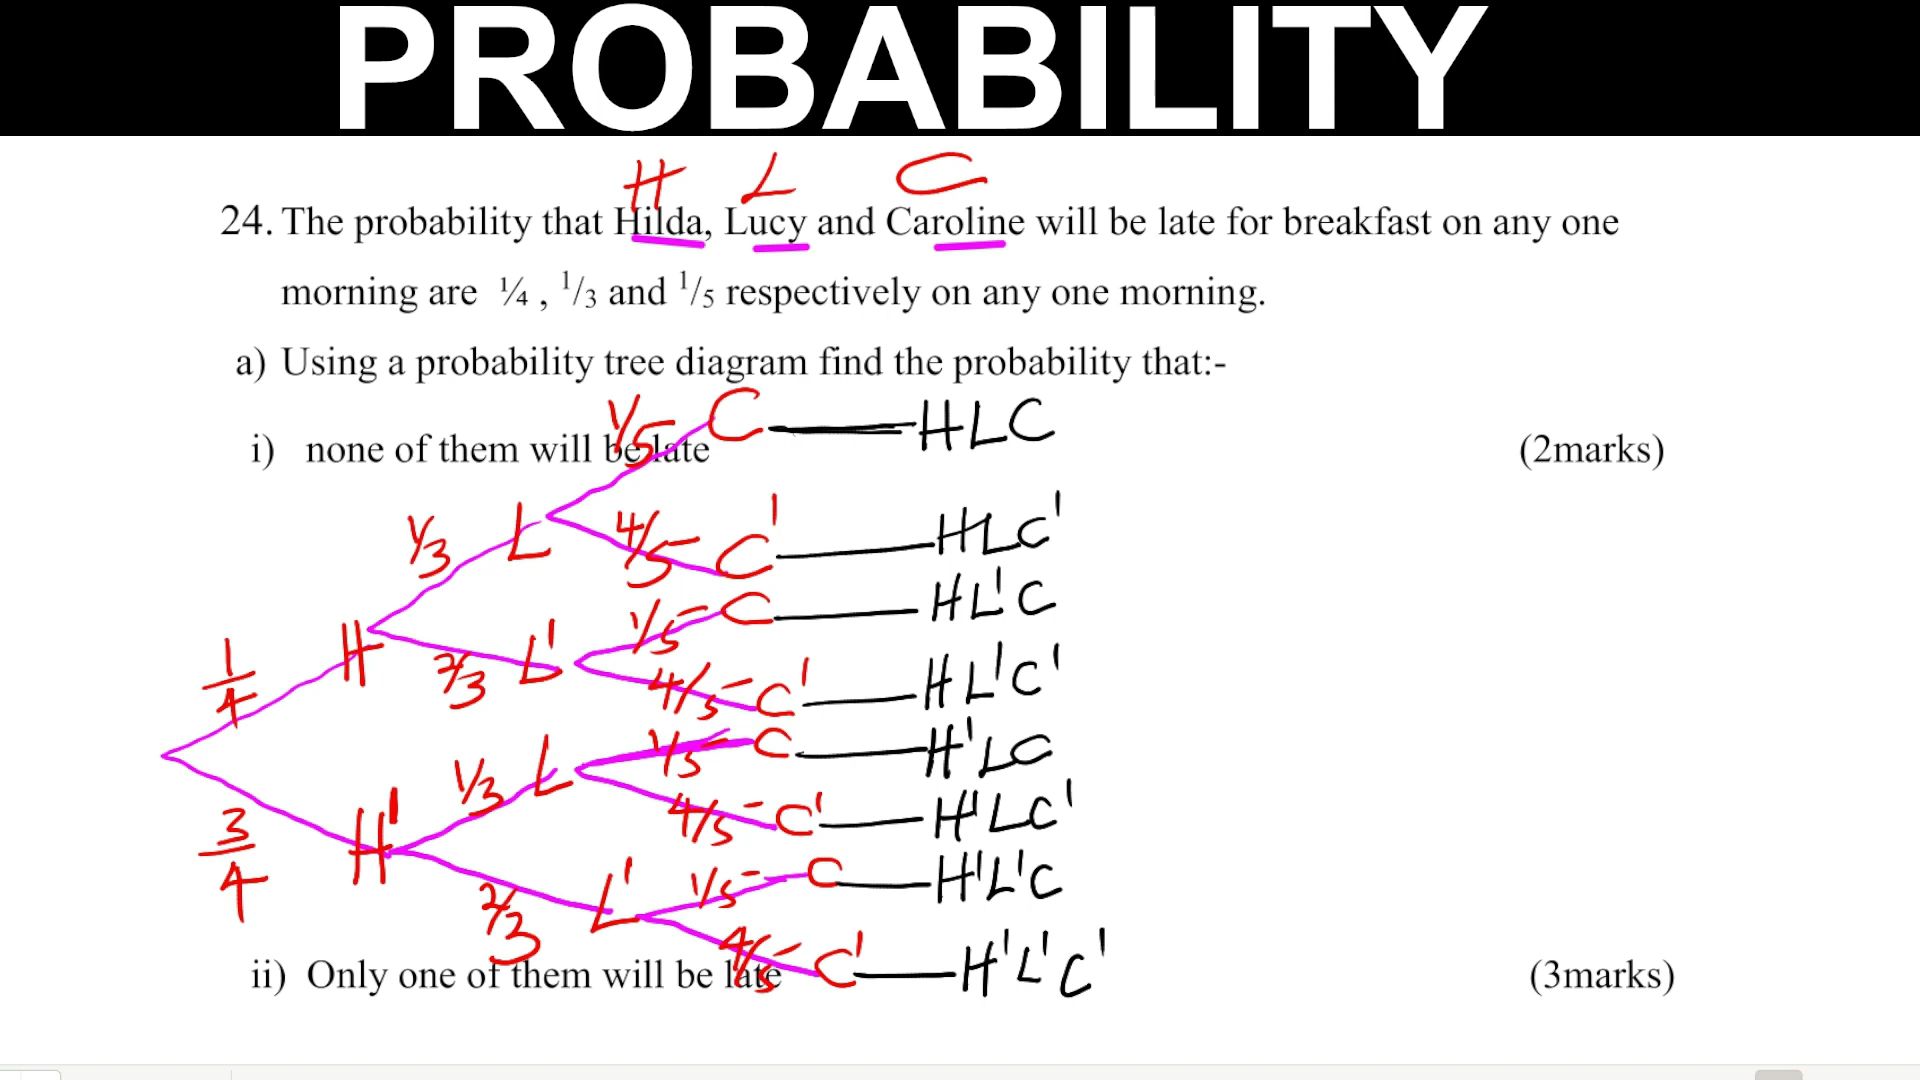 PROBABILITY
H L C
24. The probability that Hilda, Lucy and Caroline will be late for breakfast on any one
morning are ¼ , 1/3 and 1/5 respectively on any one morning.
a) Using a probability tree diagram find the probability that:-
1/5 C HLC
i) none of them will be late (2marks)
1/3 L 4/5 C' HLC'
1/5 C HL'C
1/4 H 2/3 L' 4/5 C' HL'C'
1/3 L 1/5 C H'LC
3/4 H' 4/5 C' H'LC'
2/3 L' 1/5 C H'L'C
4/5 C' H'L'C'
ii) Only one of them will be late (3marks)